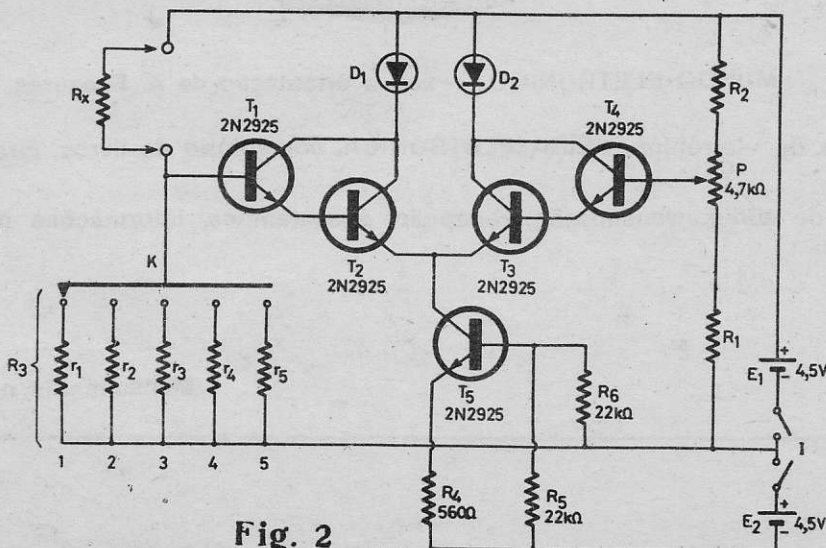 D₁
D₂
Rx
T₁
2N2925
T₄
2N2925
R₂
P
4,7kΩ
T₂
2N2925
T₃
2N2925
K
R₃
r₁
r₂
r₃
r₄
r₅
R₁
T₅
2N2925
R₆
22kΩ
E₁
+
-
4,5V
I
1
2
3
4
5
R₄
560Ω
R₅
22kΩ
E₂
+
-
4,5V
Fig. 2